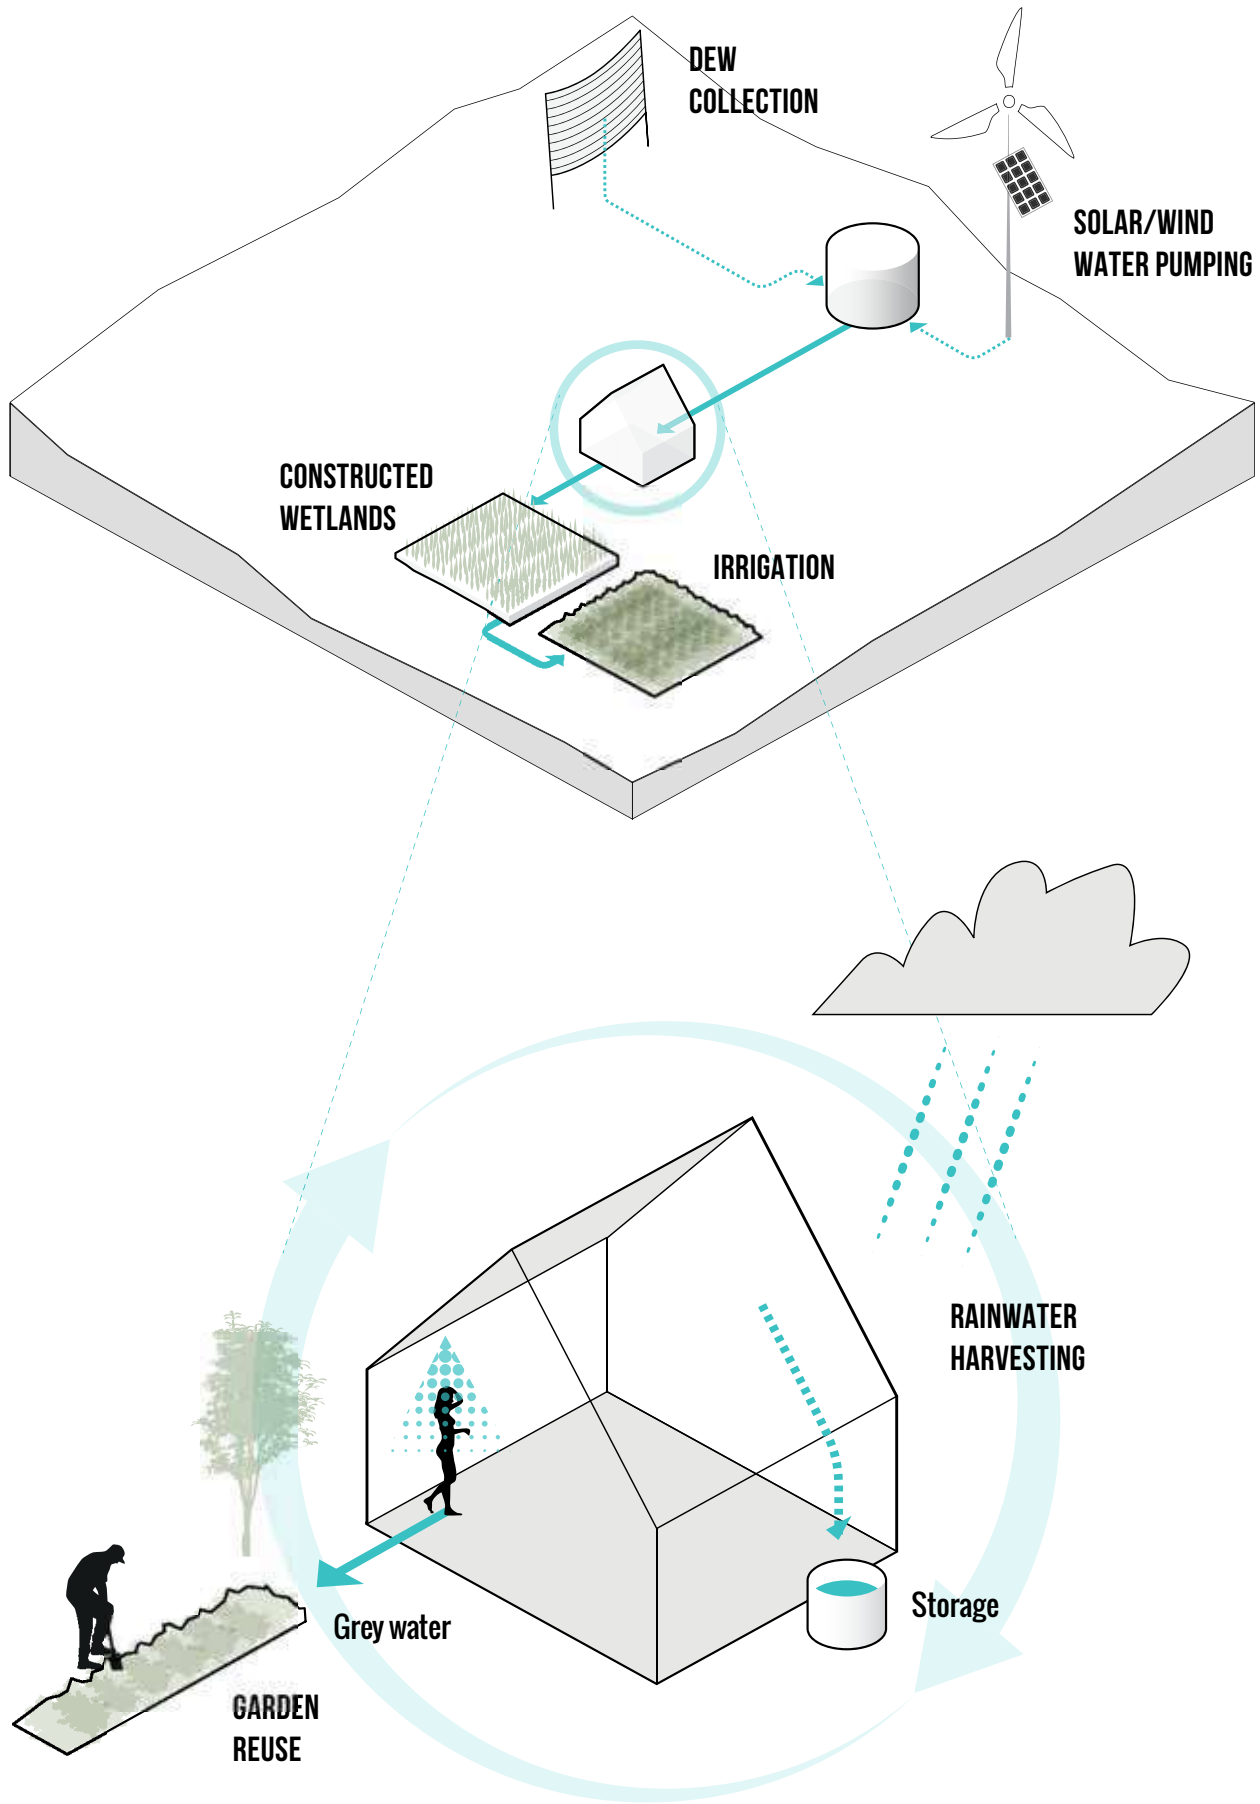 DEW
COLLECTION
SOLAR/WIND
WATER PUMPING
CONSTRUCTED
WETLANDS
IRRIGATION
RAINWATER
HARVESTING
Storage
Grey water
GARDEN
REUSE